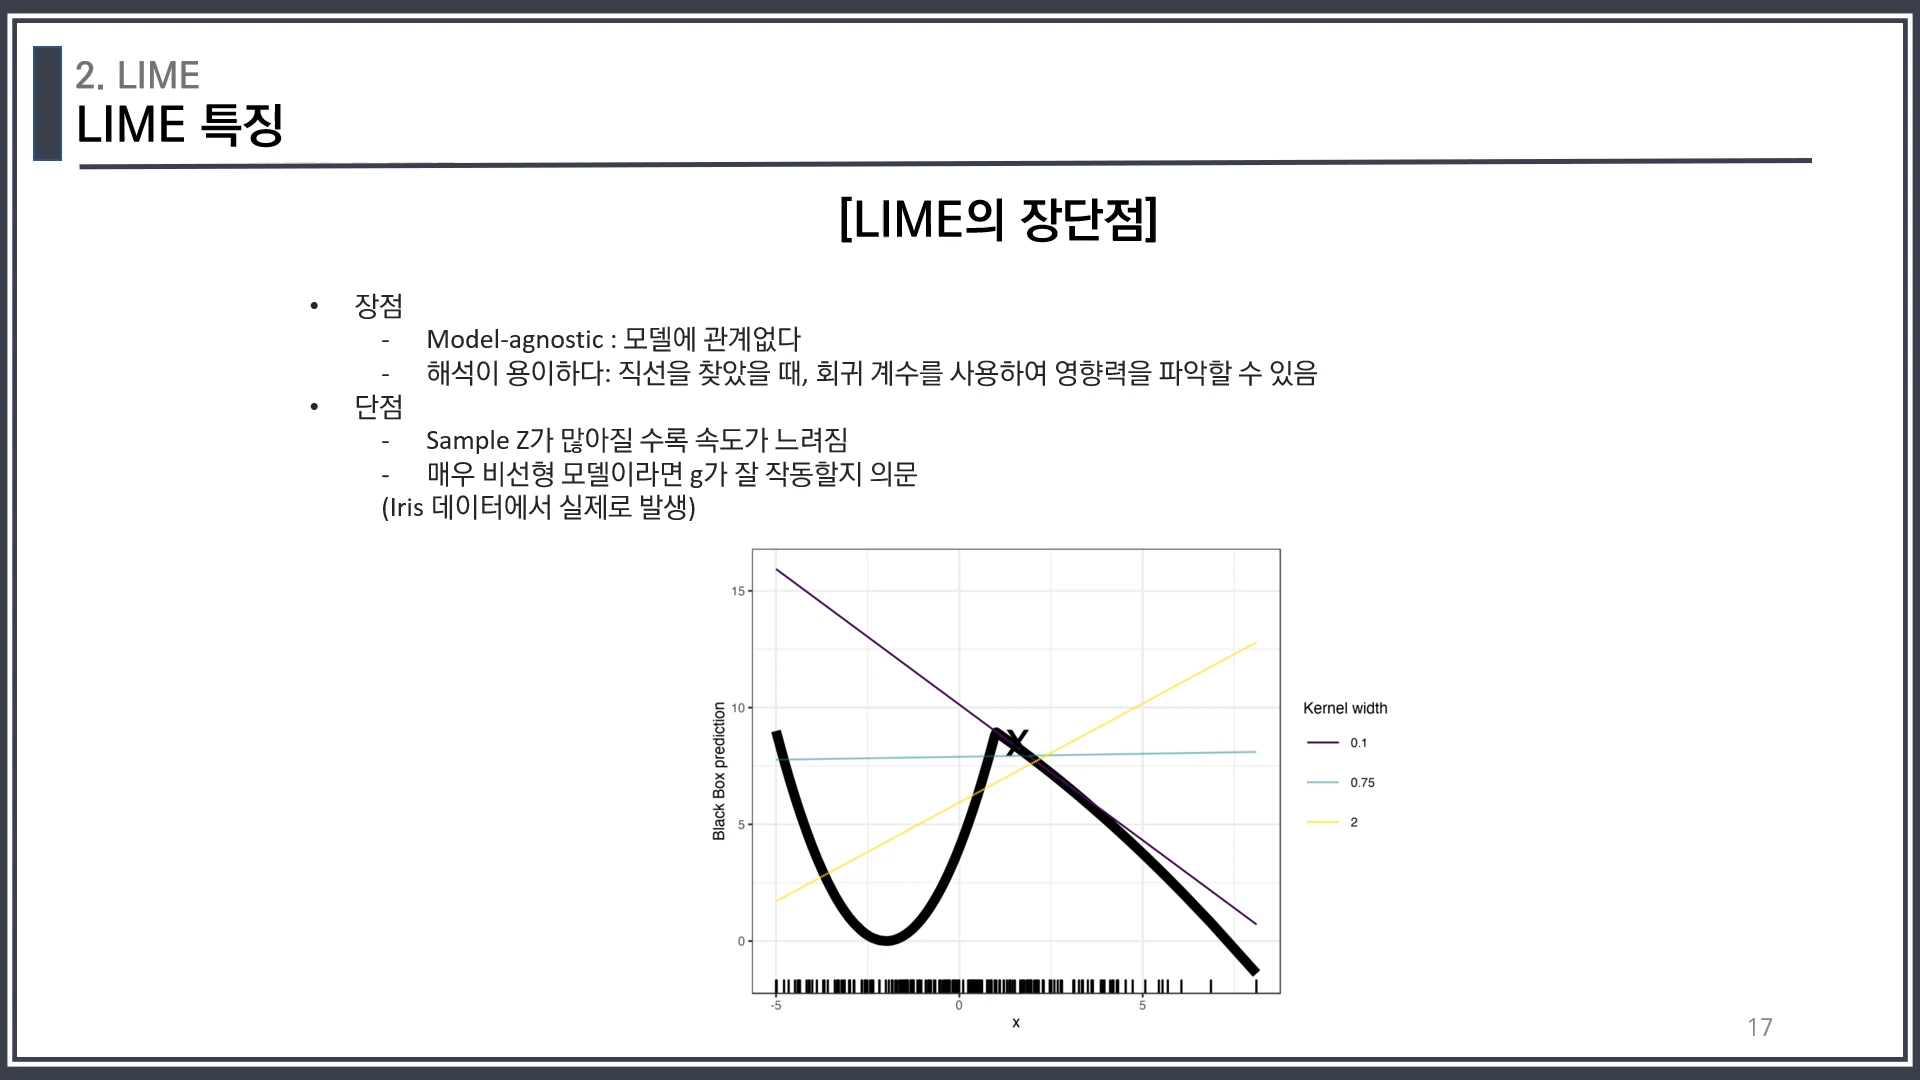 2. LIME
LIME 특징
[LIME의 장단점]
• 장점
- Model-agnostic : 모델에 관계없다
- 해석이 용이하다: 직선을 찾았을 때, 회귀 계수를 사용하여 영향력을 파악할 수 있음
• 단점
- Sample Z가 많아질 수록 속도가 느려짐
- 매우 비선형 모델이라면 g가 잘 작동할지 의문
(Iris 데이터에서 실제로 발생)
15
10
5
0
Black Box prediction
X
-5
0
5
x
Kernel width
0.1
0.75
2
17